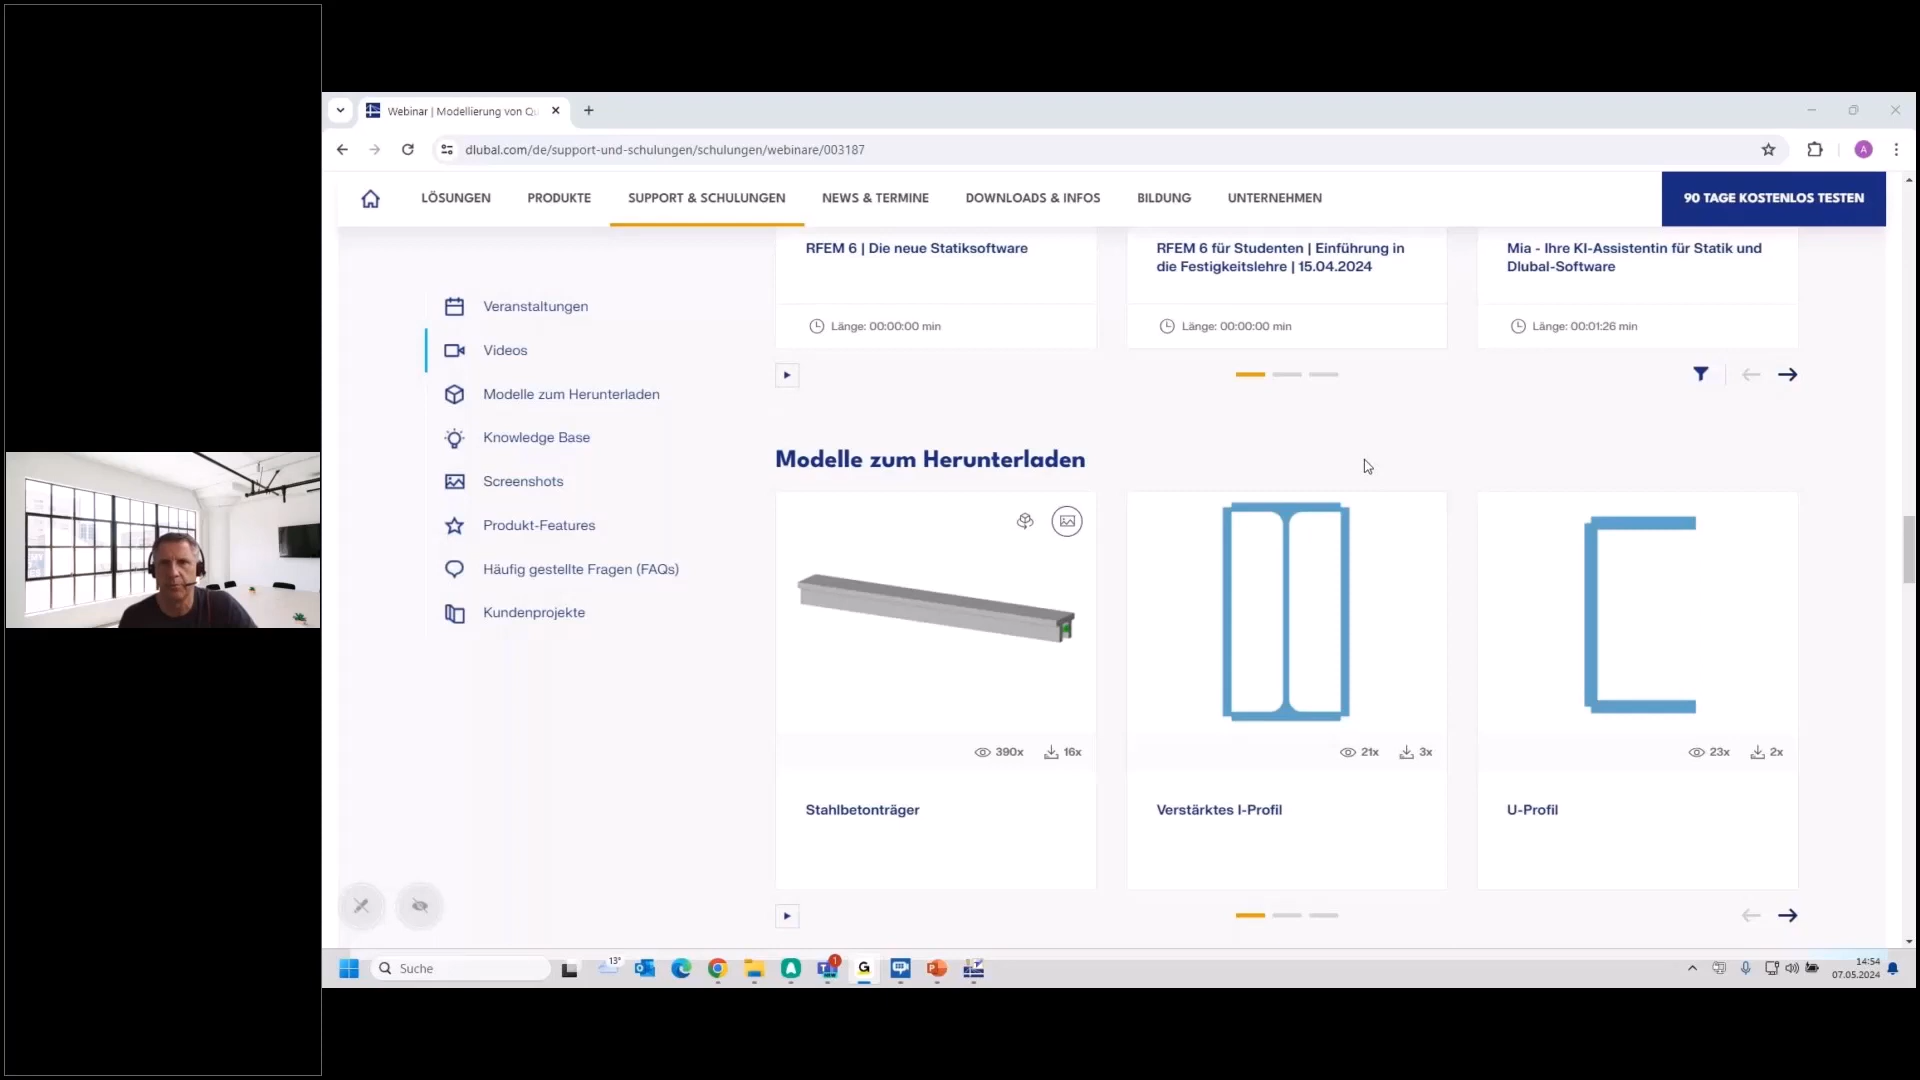 Webinar | Modellierung von Qu
dlubal.com/de/support-und-schulungen/schulungen/webinare/003187
A
LÖSUNGEN
PRODUKTE
SUPPORT & SCHULUNGEN
NEWS & TERMINE
DOWNLOADS & INFOS
BILDUNG
UNTERNEHMEN
90 TAGE KOSTENLOS TESTEN
Veranstaltungen
Videos
Modelle zum Herunterladen
Knowledge Base
Screenshots
Produkt-Features
Häufig gestellte Fragen (FAQs)
Kundenprojekte
RFEM 6 | Die neue Statiksoftware
Länge: 00:00:00 min
RFEM 6 für Studenten | Einführung in
die Festigkeitslehre | 15.04.2024
Länge: 00:00:00 min
Mia - Ihre KI-Assistentin für Statik und
Dlubal-Software
Länge: 00:01:26 min
Modelle zum Herunterladen
390x
16x
Stahlbetonträger
21x
3x
Verstärktes I-Profil
23x
2x
U-Profil
Suche
13°
1
G
14:54
07.05.2024